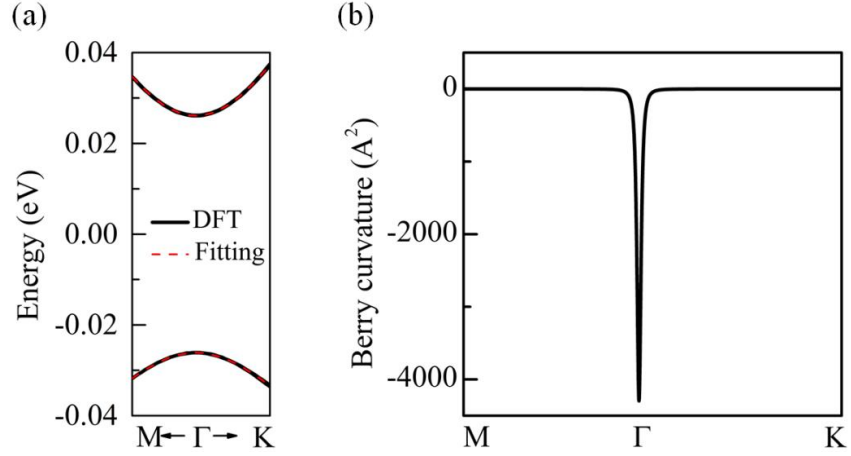 (a)
Energy (eV)
0.04
0.02
0.00
-0.02
-0.04
DFT
Fitting
M← Γ → K
(b)
Berry curvature (A²)
0
-2000
-4000
M Γ K